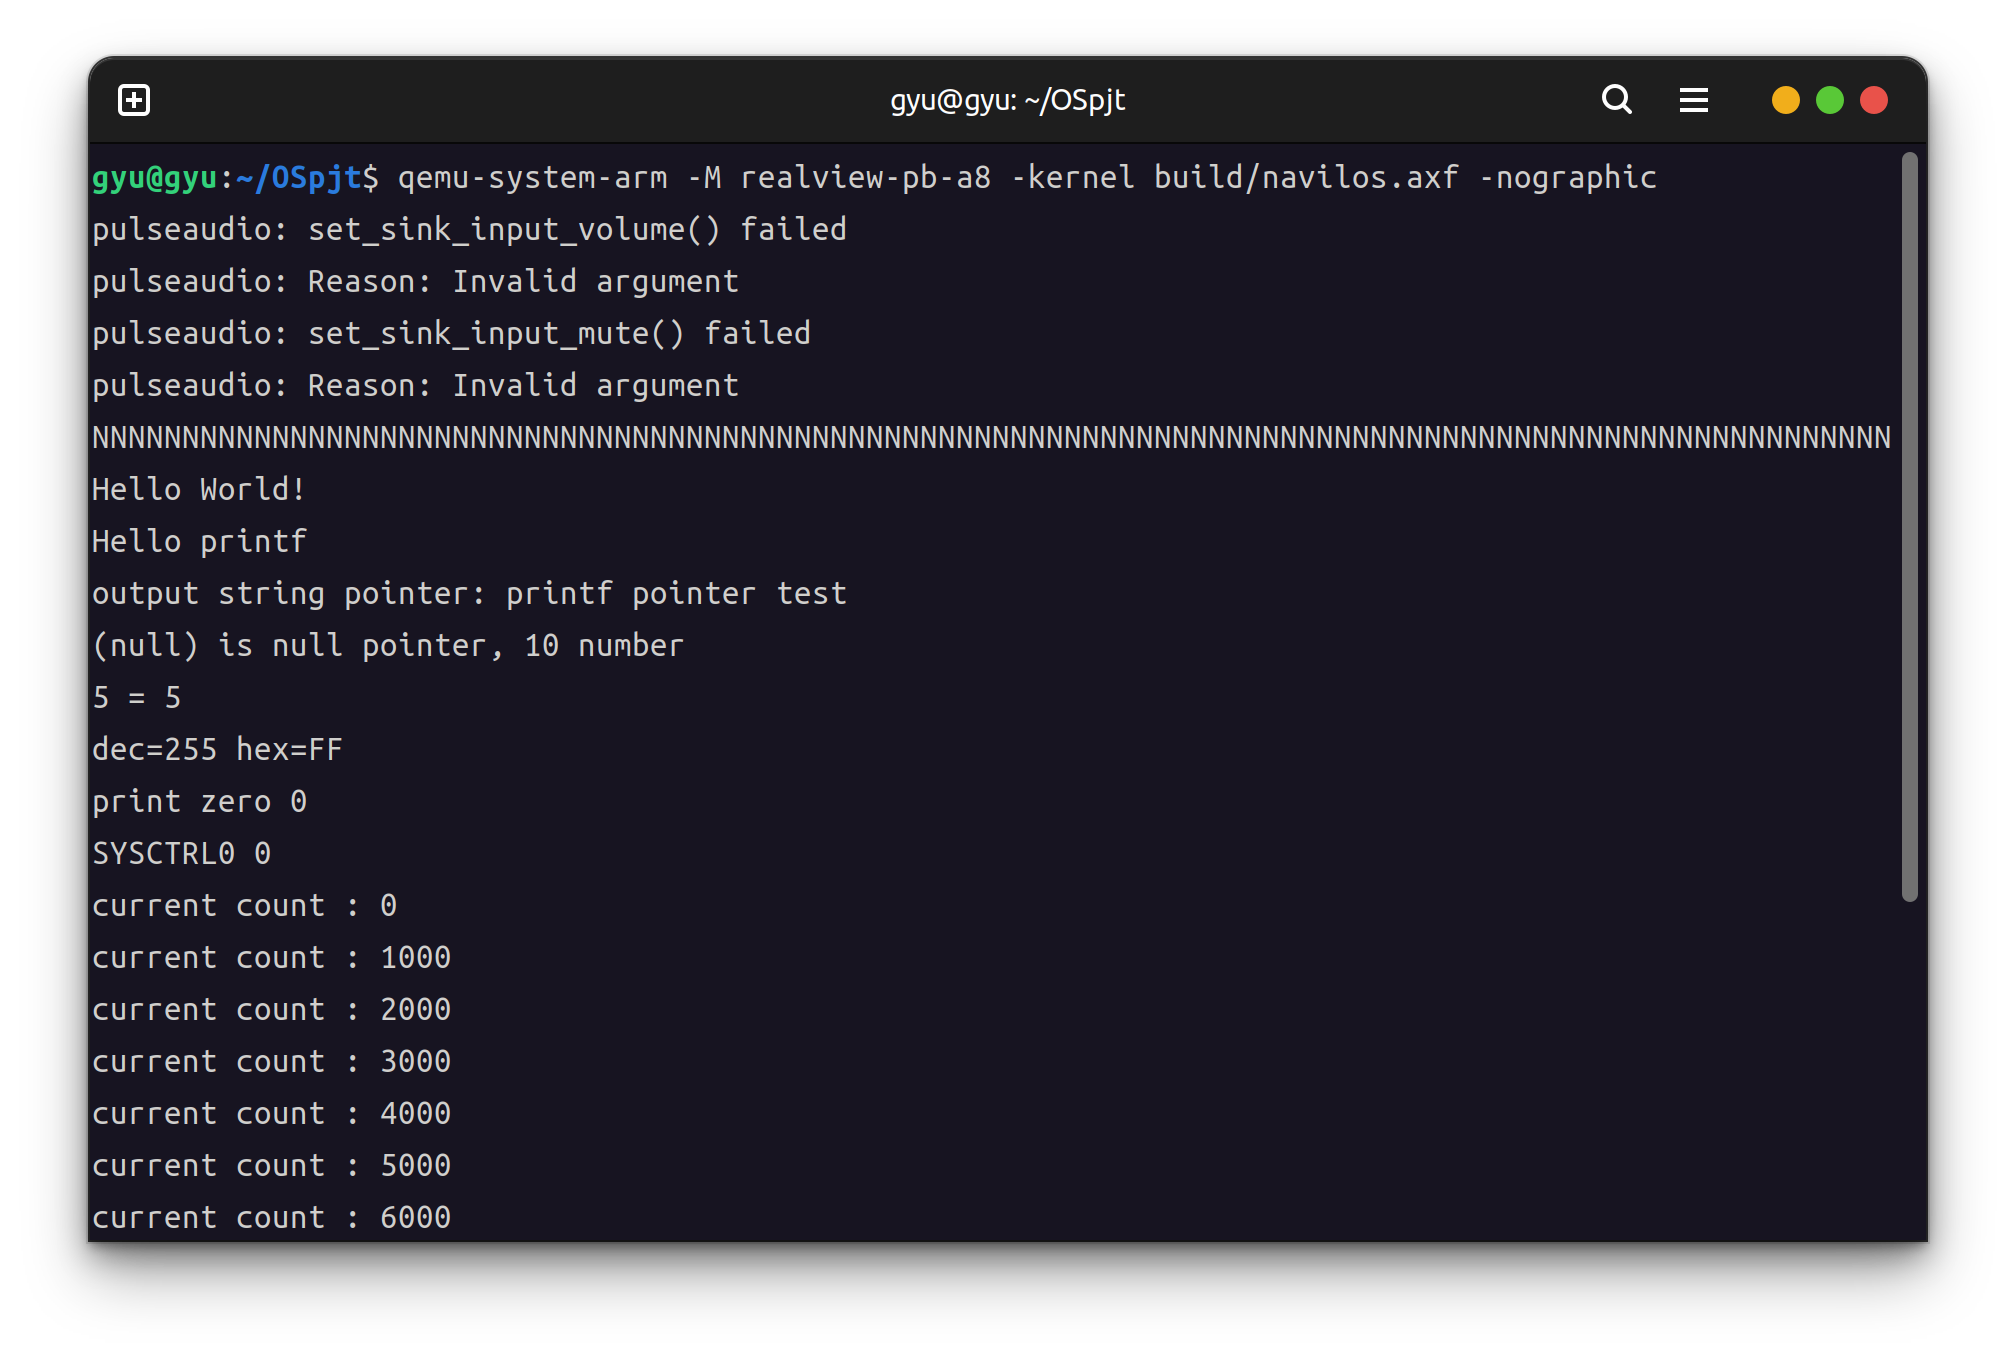 gyu@gyu: ~/OSpjt
gyu@gyu:~/OSpjt$ qemu-system-arm -M realview-pb-a8 -kernel build/navilos.axf -nographic
pulseaudio: set_sink_input_volume() failed
pulseaudio: Reason: Invalid argument
pulseaudio: set_sink_input_mute() failed
pulseaudio: Reason: Invalid argument
NNNNNNNNNNNNNNNNNNNNNNNNNNNNNNNNNNNNNNNNNNNNNNNNNNNNNNNNNNNNNNNNNNNNNNNNNNNNNNNNNNNNNNNNNNNNNNNNNNNN
Hello World!
Hello printf
output string pointer: printf pointer test
(null) is null pointer, 10 number
5 = 5
dec=255 hex=FF
print zero 0
SYSCTRL0 0
current count : 0
current count : 1000
current count : 2000
current count : 3000
current count : 4000
current count : 5000
current count : 6000